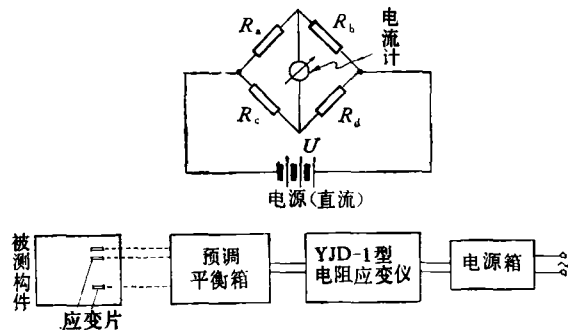 Ra
Rb
电流计
Rc
Rd
U
电源(直流)
被测构件
应变片
预调
平衡箱
YJD-1型
电阻应变仪
电源箱